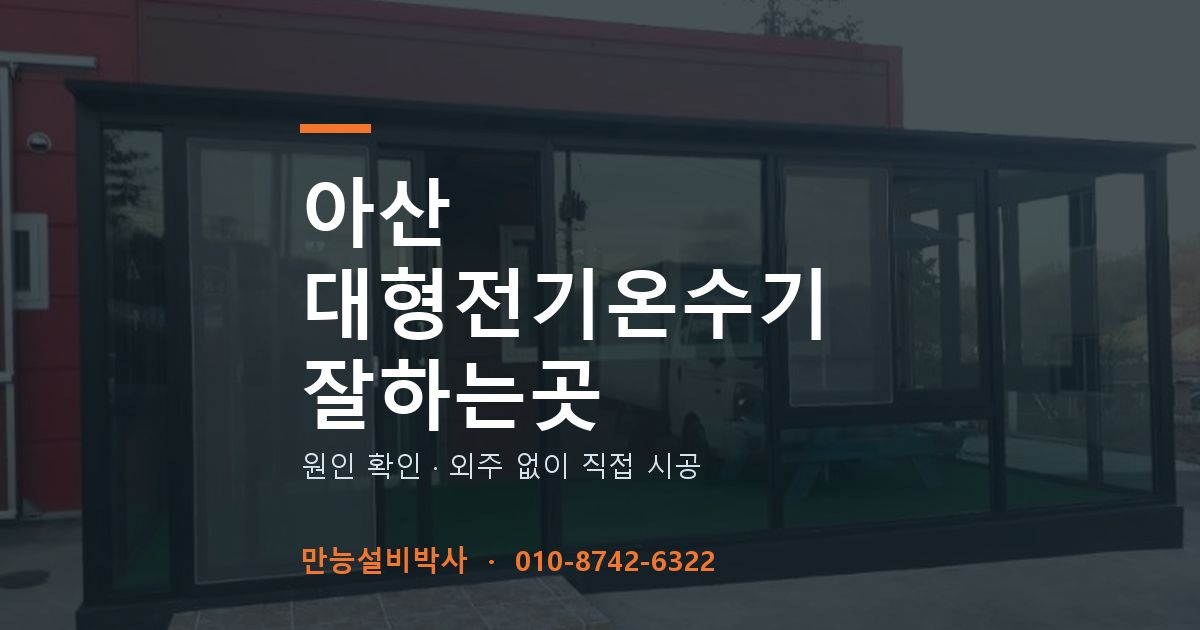 아산
대형전기온수기
잘하는곳
원인 확인 · 외주 없이 직접 시공
만능설비박사 · 010-8742-6322